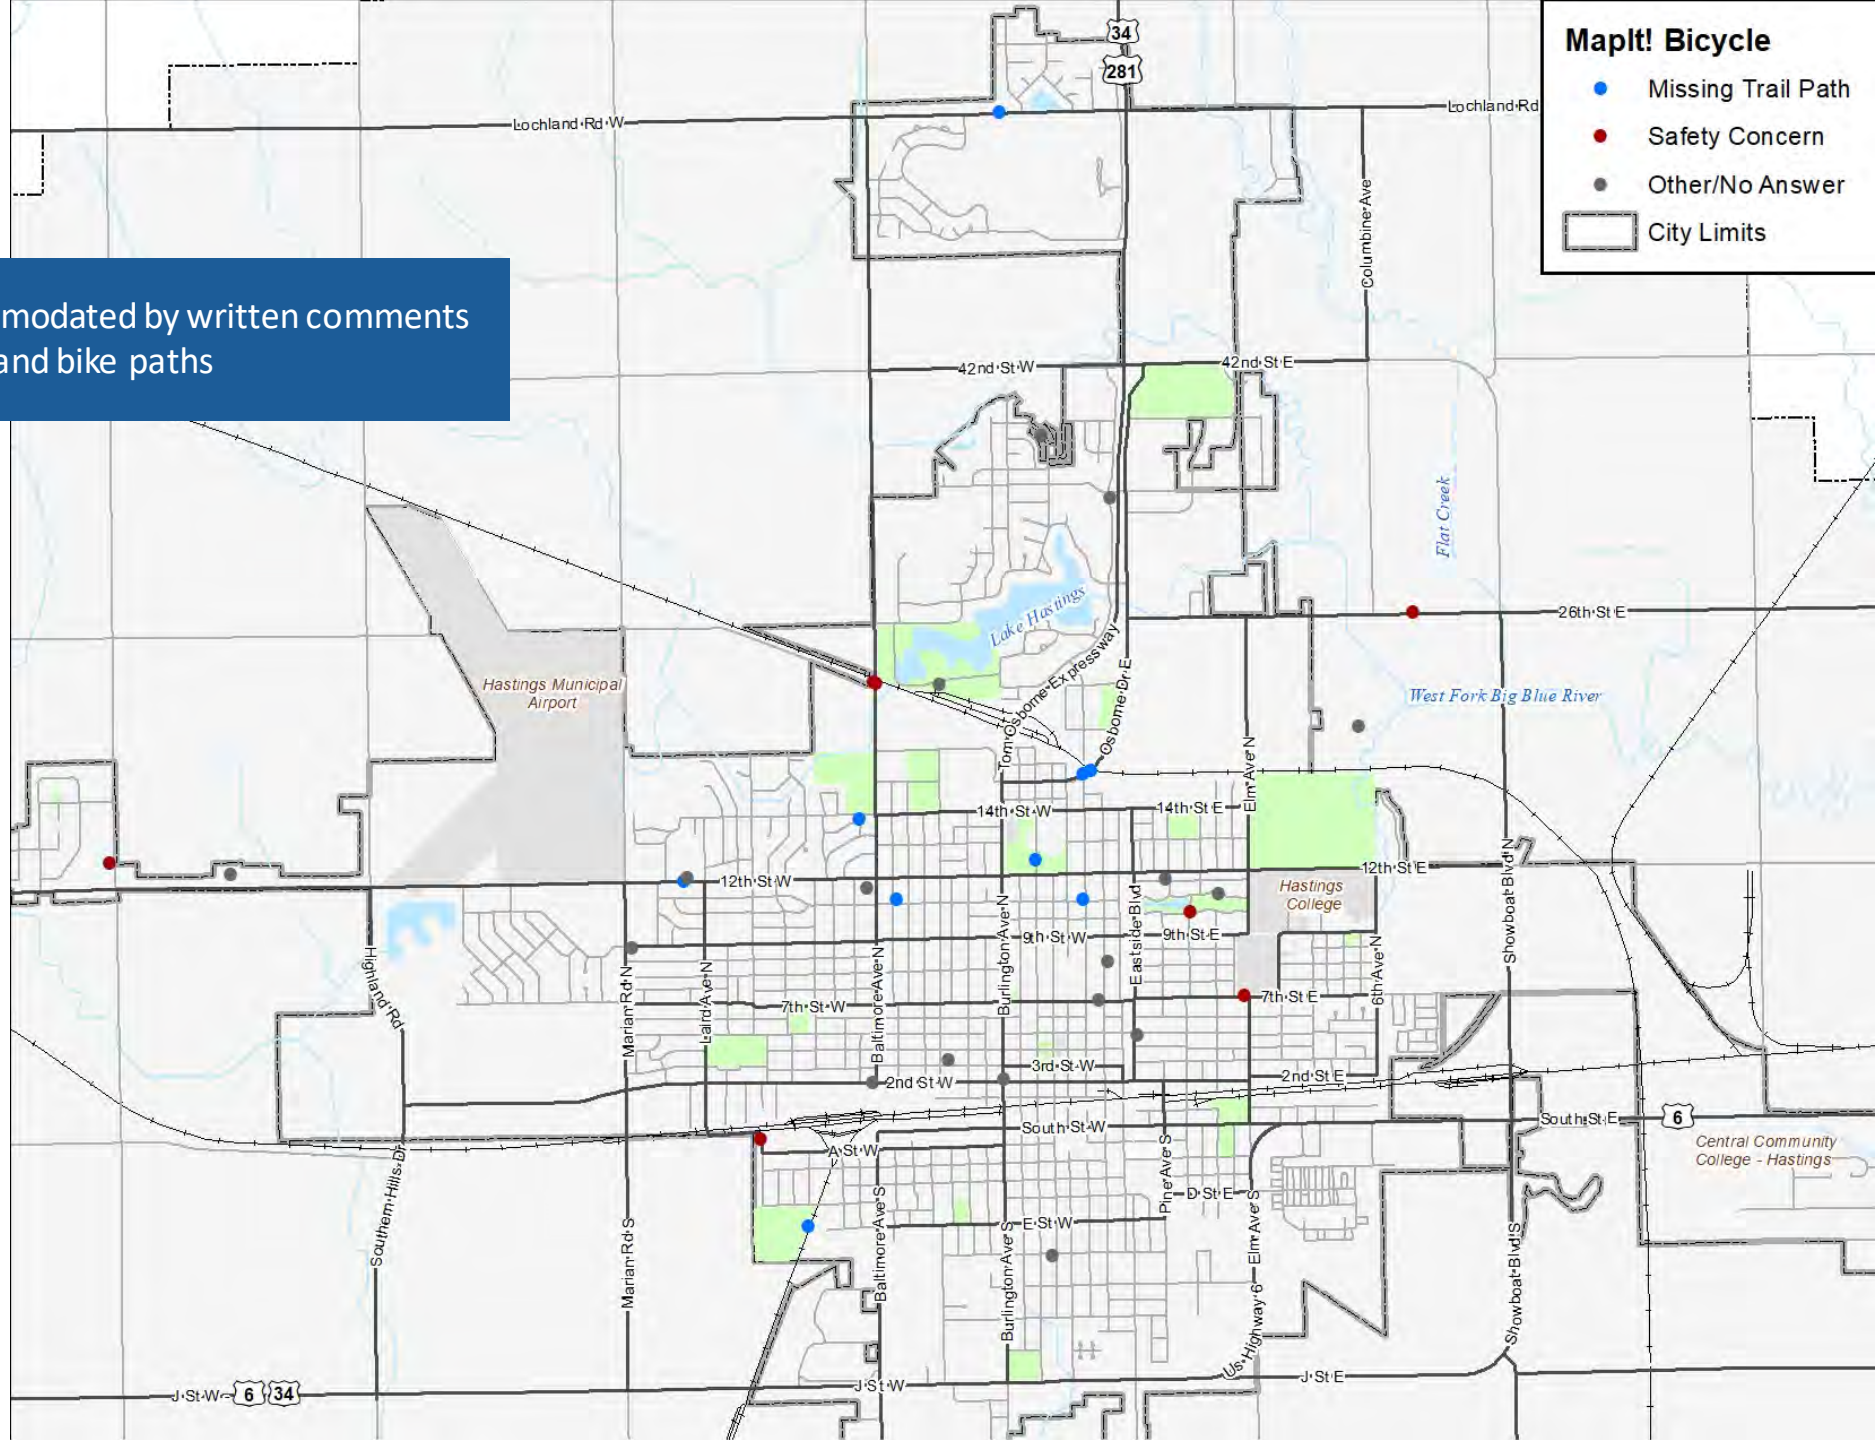 34
281
MapIt! Bicycle
Missing Trail Path
Safety Concern
Other/No Answer
City Limits
Lochland Rd W
Lochland Rd
Columbine Ave
modated by written comments
and bike paths
42nd St W
42nd St E
Flat Creek
Lake Hastings
26th St E
Hastings Municipal
Airport
Tom Osborne Expressway
Osborne Dr E
West Fork Big Blue River
Elm Ave N
14th St W
14th St E
12th St W
12th St E
Hastings
College
Showboat Blvd N
Eastside Blvd
Burlington Ave N
9th St W
9th St E
Highland Rd
Marian Rd N
Laird Ave N
Baltimore Ave N
6th Ave N
7th St W
7th St E
3rd St W
2nd St W
2nd St E
South St W
South St E
6
A St W
Central Community
College - Hastings
Southern Hills Dr
Marian Rd S
Baltimore Ave S
Burlington Ave S
Pine Ave S
D St E
E St W
Elm Ave S
Us Highway 6
Showboat Blvd S
J St W
6
34
J St W
J St E